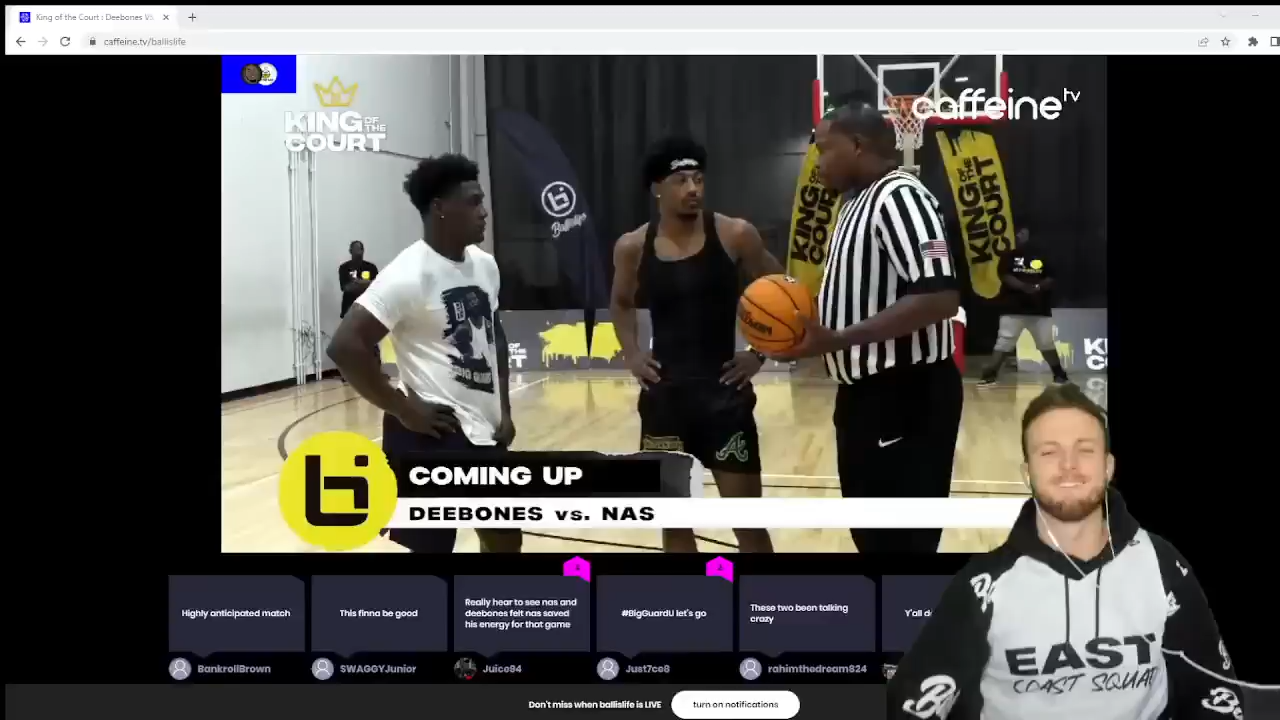 King of the Court : Deebones Vs
caffeine.tv/ballislife
KING OF THE COURT
caffeine tv
Ballislife
KING OF THE COURT
KING OF THE COURT
COMING UP
DEEBONES vs. NAS
Highly anticipated match
This finna be good
Really hear to see nas and
deebones felt nas saved
his energy for that game
#BigGuardU let's go
These two been talking
crazy
Y'all d
BankrollBrown
SWAGGYJunior
Juice94
Just7ce8
rahimthedream824
Don't miss when ballislife is LIVE
turn on notifications
EAST
COAST SQUAD